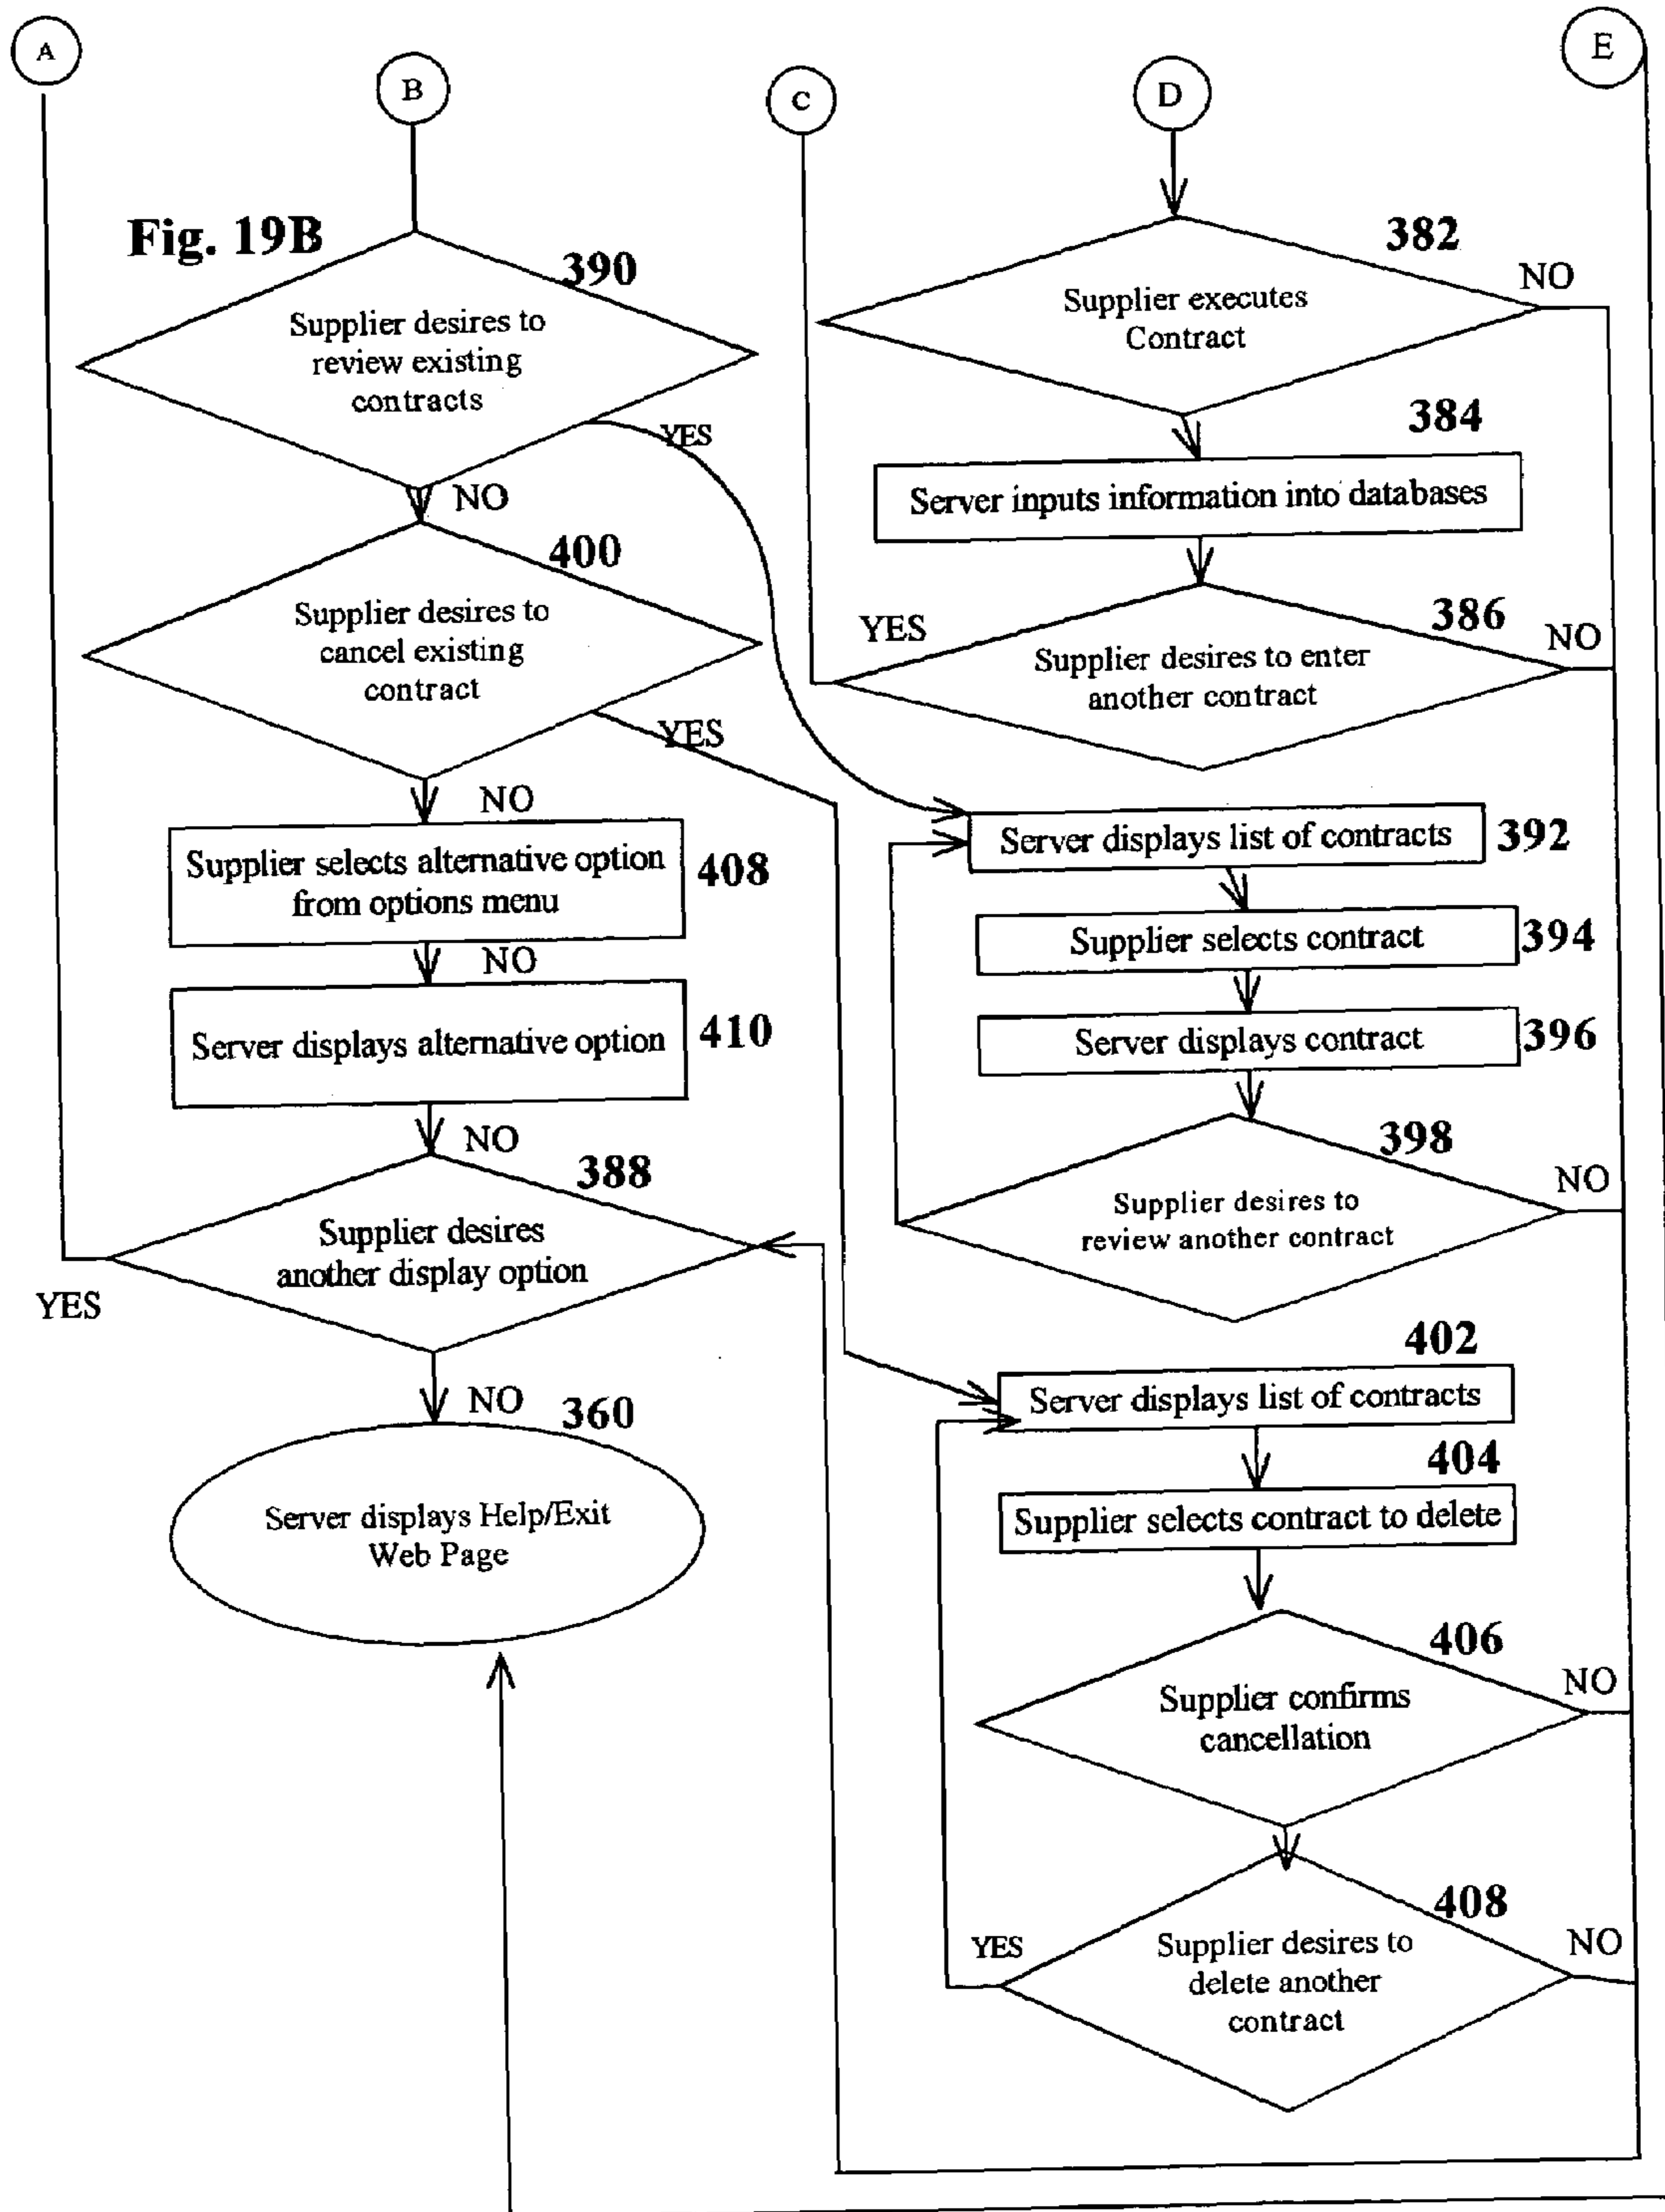 A
B
C
D
E
Fig. 19B
390
Supplier desires to
review existing
contracts
YES
NO
400
Supplier desires to
cancel existing
contract
YES
NO
Supplier selects alternative option
from options menu
408
NO
Server displays alternative option
410
NO
388
Supplier desires
another display option
YES
NO
360
Server displays Help/Exit
Web Page
382
NO
Supplier executes
Contract
384
Server inputs information into databases
386
YES
NO
Supplier desires to enter
another contract
Server displays list of contracts
392
Supplier selects contract
394
Server displays contract
396
398
NO
Supplier desires to
review another contract
402
Server displays list of contracts
404
Supplier selects contract to delete
406
NO
Supplier confirms
cancellation
408
YES
NO
Supplier desires to
delete another
contract